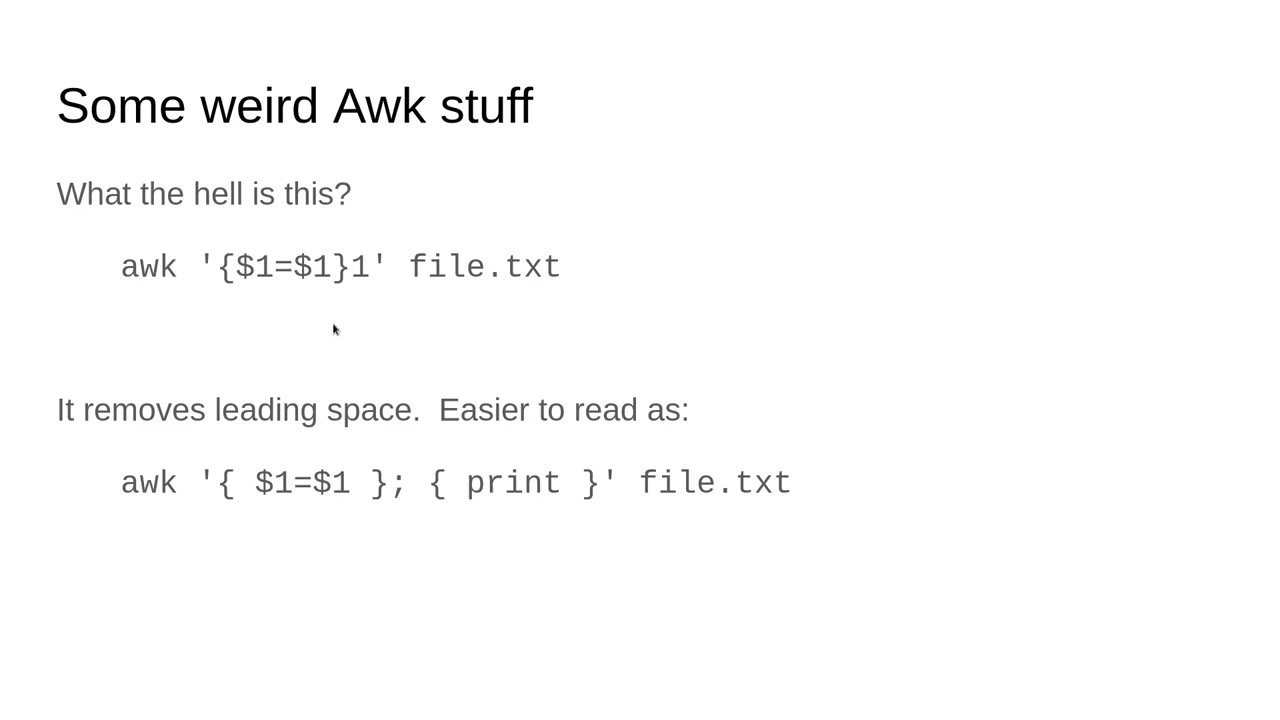 Some weird Awk stuff
What the hell is this?
awk '{$1=$1}1' file.txt
It removes leading space.  Easier to read as:
awk '{ $1=$1 }; { print }' file.txt